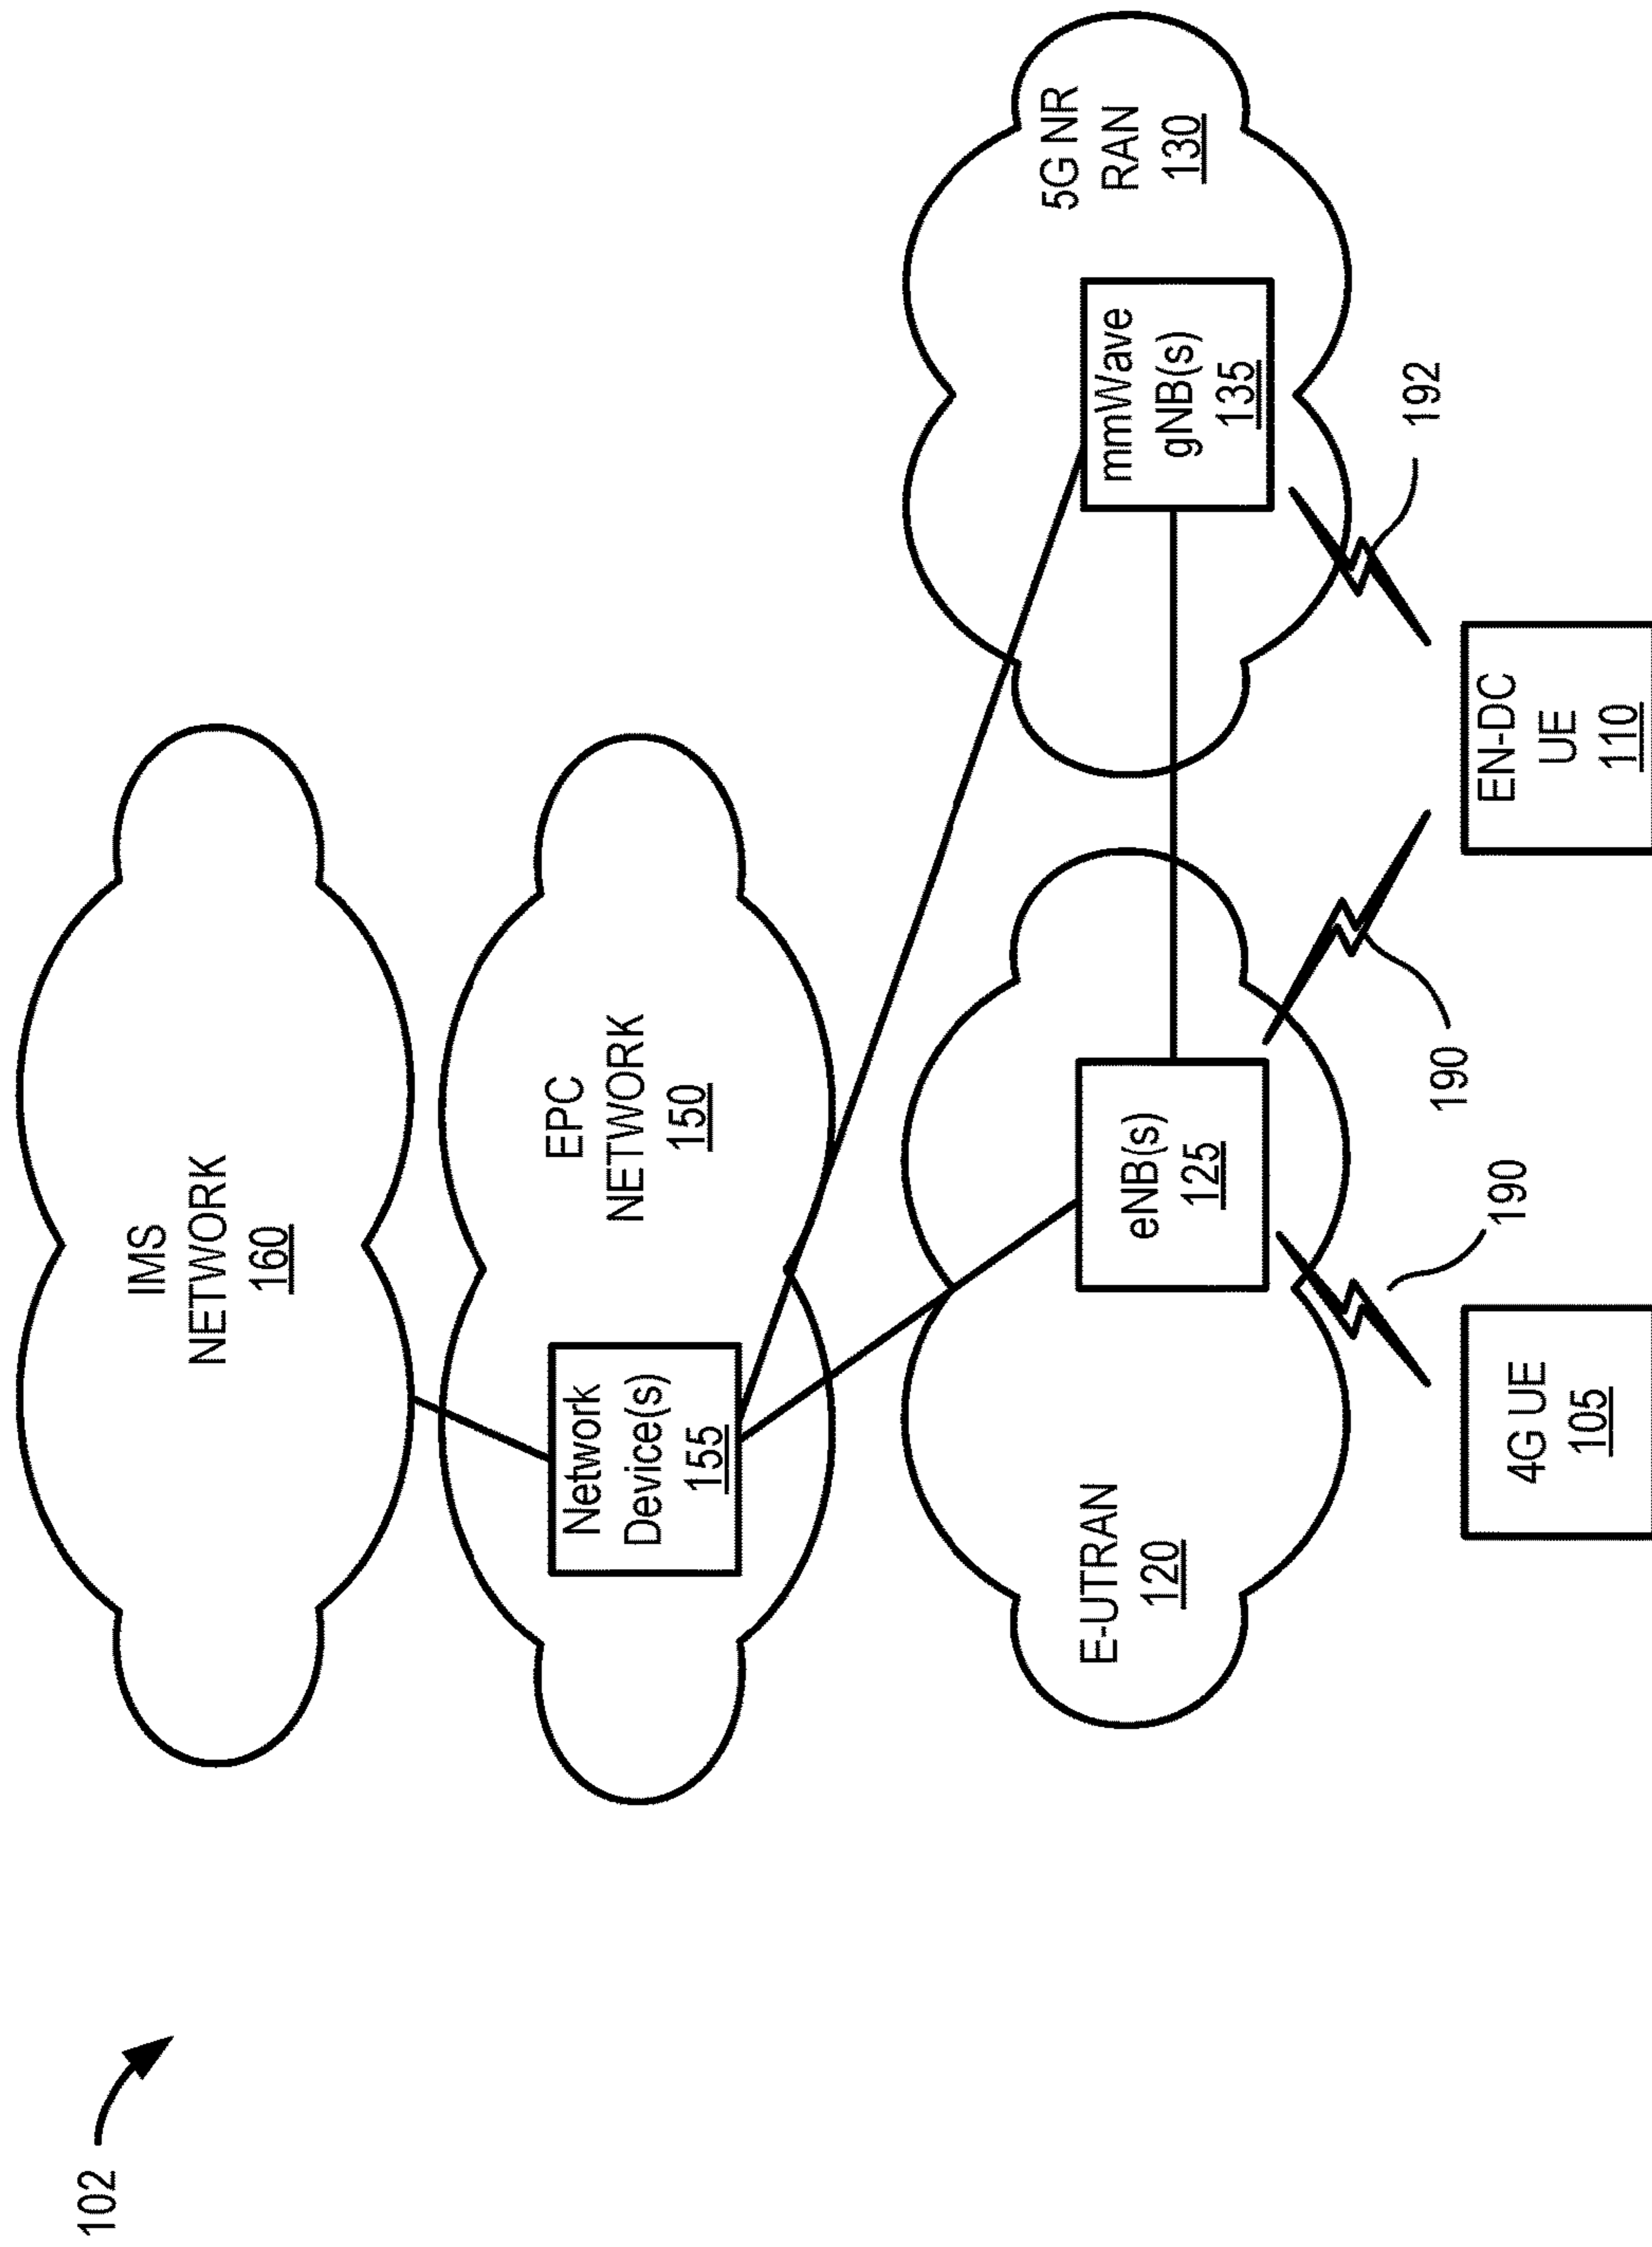 102
IMS
NETWORK
160
EPC
NETWORK
150
Network
Device(s)
155
E-UTRAN
120
eNB(s)
125
5G NR
RAN
130
mmWave
gNB(s)
135
190
190
192
4G UE
105
EN-DC
UE
110